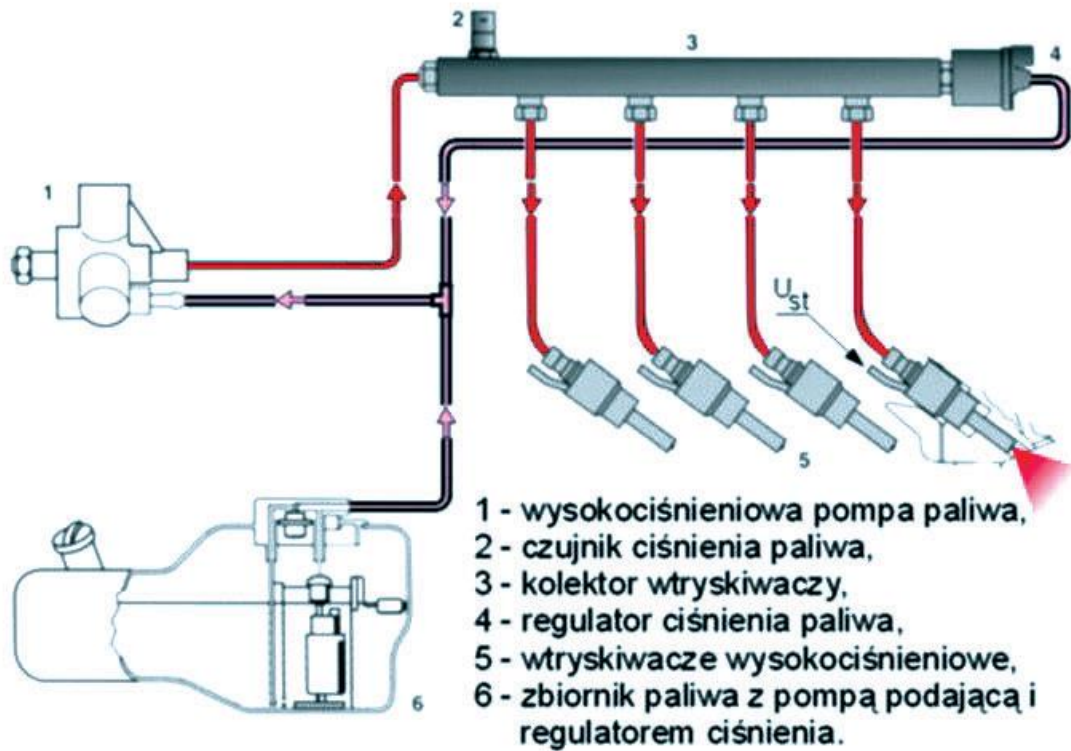 2
3
4
1
U_st
5
6
1 - wysokociśnieniowa pompa paliwa,
2 - czujnik ciśnienia paliwa,
3 - kolektor wtryskiwaczy,
4 - regulator ciśnienia paliwa,
5 - wtryskiwacze wysokociśnieniowe,
6 - zbiornik paliwa z pompą podającą i
regulatorem ciśnienia.